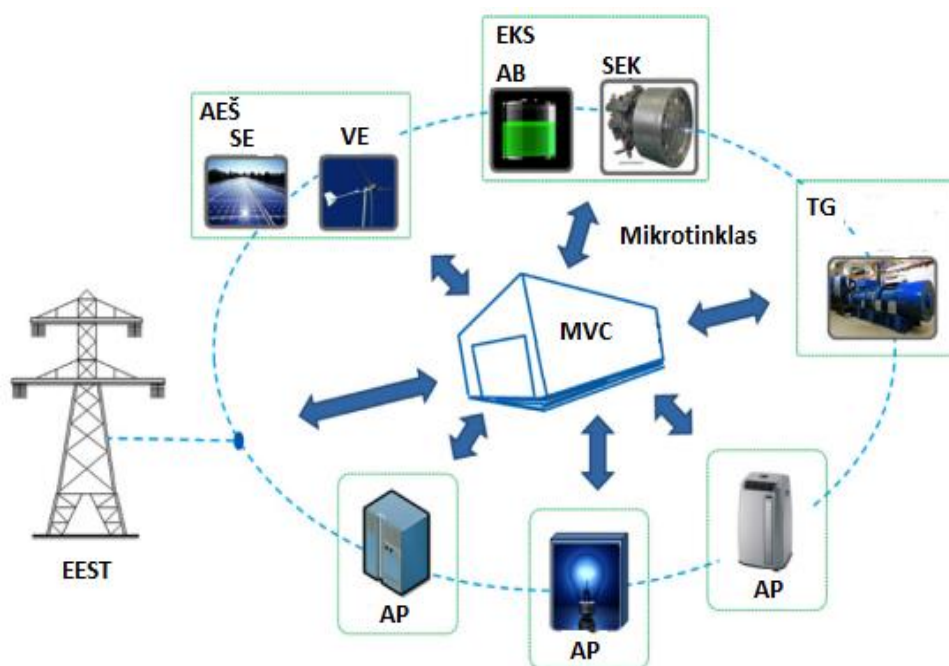 EKS
AB
SEK
AEŠ
SE
VE
TG
Mikrotinklas
MVC
EEST
AP
AP
AP